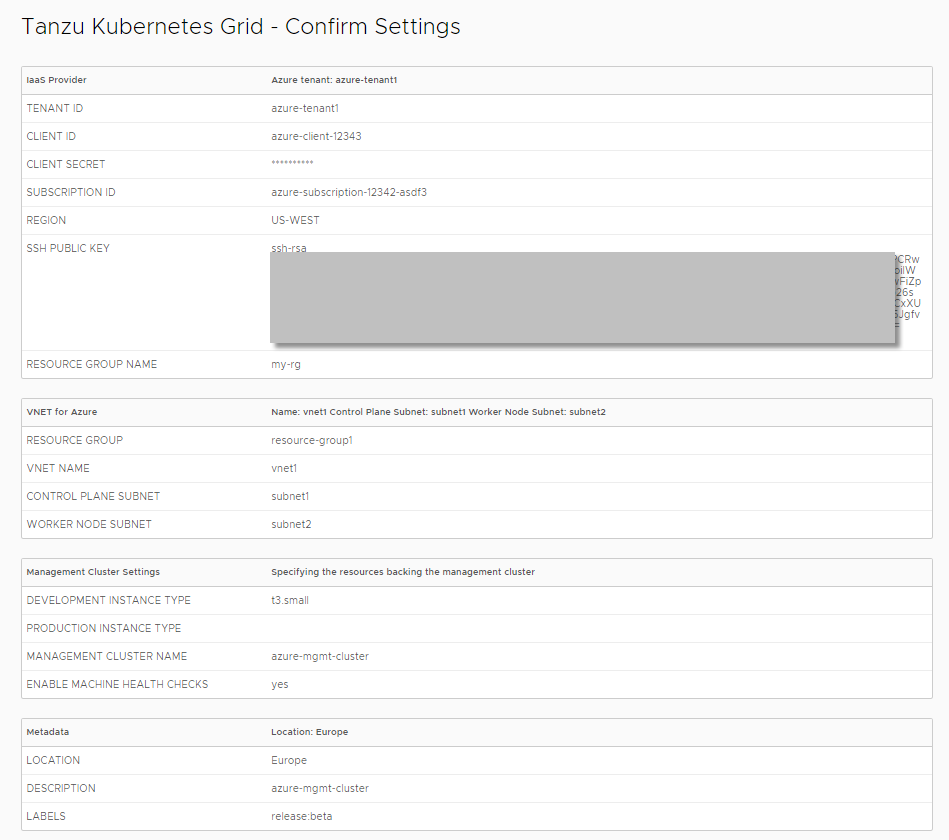 Tanzu Kubernetes Grid - Confirm Settings
IaaS Provider Azure tenant: azure-tenant1
TENANT ID azure-tenant1
CLIENT ID azure-client-12343
CLIENT SECRET **********
SUBSCRIPTION ID azure-subscription-12342-asdf3
REGION US-WEST
SSH PUBLIC KEY ssh-rsa
CRw
iIW
FiZp
26s
CxXU
Jgfv
=
RESOURCE GROUP NAME my-rg
VNET for Azure Name: vnet1 Control Plane Subnet: subnet1 Worker Node Subnet: subnet2
RESOURCE GROUP resource-group1
VNET NAME vnet1
CONTROL PLANE SUBNET subnet1
WORKER NODE SUBNET subnet2
Management Cluster Settings Specifying the resources backing the management cluster
DEVELOPMENT INSTANCE TYPE t3.small
PRODUCTION INSTANCE TYPE
MANAGEMENT CLUSTER NAME azure-mgmt-cluster
ENABLE MACHINE HEALTH CHECKS yes
Metadata Location: Europe
LOCATION Europe
DESCRIPTION azure-mgmt-cluster
LABELS release:beta